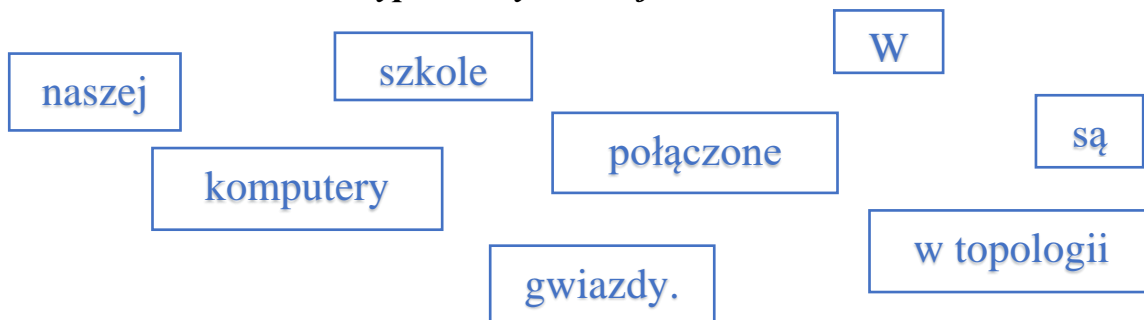 W
szkole
naszej
są
połączone
komputery
w topologii
gwiazdy.